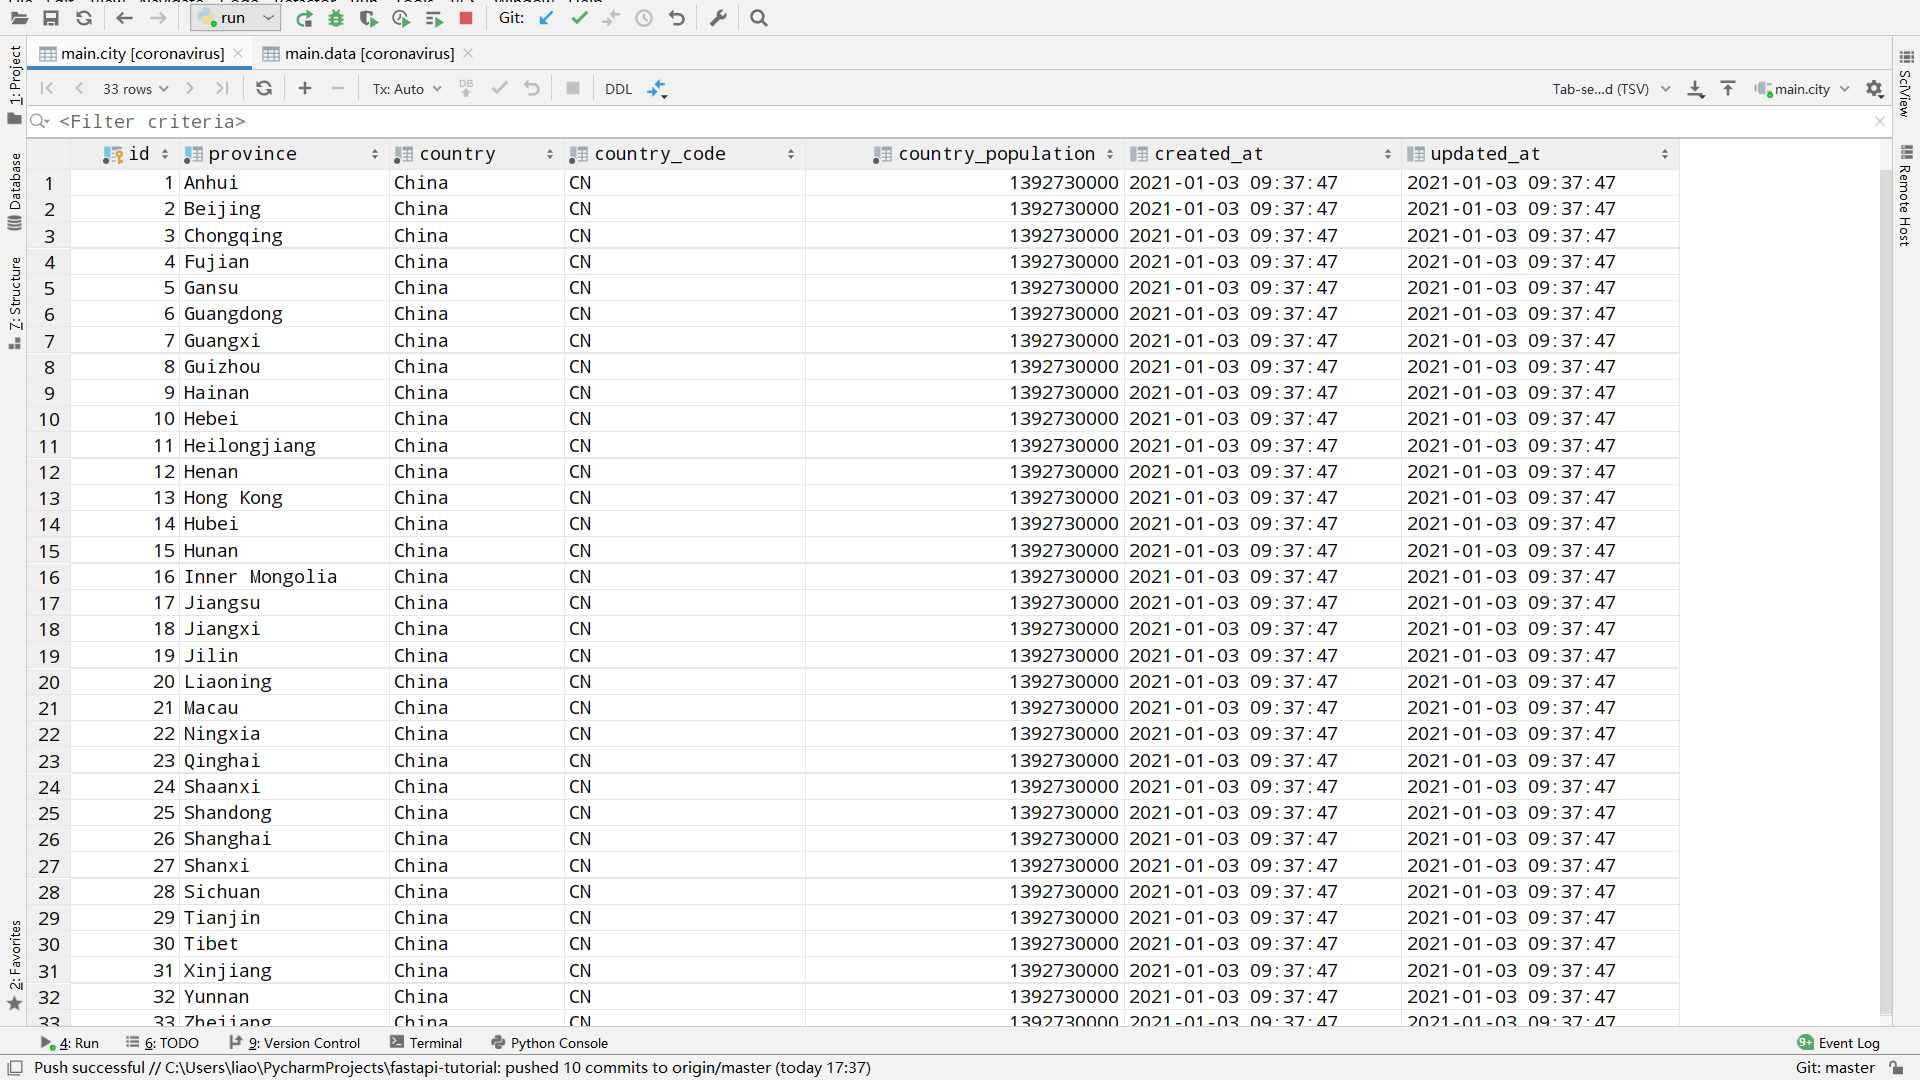 run
Git:
main.city [coronavirus]
main.data [coronavirus]
33 rows
Tx: Auto
DB
DDL
Tab-se...d (TSV)
main.city
<Filter criteria>
id province country country_code country_population created_at updated_at
1 1 Anhui China CN 1392730000 2021-01-03 09:37:47 2021-01-03 09:37:47
2 2 Beijing China CN 1392730000 2021-01-03 09:37:47 2021-01-03 09:37:47
3 3 Chongqing China CN 1392730000 2021-01-03 09:37:47 2021-01-03 09:37:47
4 4 Fujian China CN 1392730000 2021-01-03 09:37:47 2021-01-03 09:37:47
5 5 Gansu China CN 1392730000 2021-01-03 09:37:47 2021-01-03 09:37:47
6 6 Guangdong China CN 1392730000 2021-01-03 09:37:47 2021-01-03 09:37:47
7 7 Guangxi China CN 1392730000 2021-01-03 09:37:47 2021-01-03 09:37:47
8 8 Guizhou China CN 1392730000 2021-01-03 09:37:47 2021-01-03 09:37:47
9 9 Hainan China CN 1392730000 2021-01-03 09:37:47 2021-01-03 09:37:47
10 10 Hebei China CN 1392730000 2021-01-03 09:37:47 2021-01-03 09:37:47
11 11 Heilongjiang China CN 1392730000 2021-01-03 09:37:47 2021-01-03 09:37:47
12 12 Henan China CN 1392730000 2021-01-03 09:37:47 2021-01-03 09:37:47
13 13 Hong Kong China CN 1392730000 2021-01-03 09:37:47 2021-01-03 09:37:47
14 14 Hubei China CN 1392730000 2021-01-03 09:37:47 2021-01-03 09:37:47
15 15 Hunan China CN 1392730000 2021-01-03 09:37:47 2021-01-03 09:37:47
16 16 Inner Mongolia China CN 1392730000 2021-01-03 09:37:47 2021-01-03 09:37:47
17 17 Jiangsu China CN 1392730000 2021-01-03 09:37:47 2021-01-03 09:37:47
18 18 Jiangxi China CN 1392730000 2021-01-03 09:37:47 2021-01-03 09:37:47
19 19 Jilin China CN 1392730000 2021-01-03 09:37:47 2021-01-03 09:37:47
20 20 Liaoning China CN 1392730000 2021-01-03 09:37:47 2021-01-03 09:37:47
21 21 Macau China CN 1392730000 2021-01-03 09:37:47 2021-01-03 09:37:47
22 22 Ningxia China CN 1392730000 2021-01-03 09:37:47 2021-01-03 09:37:47
23 23 Qinghai China CN 1392730000 2021-01-03 09:37:47 2021-01-03 09:37:47
24 24 Shaanxi China CN 1392730000 2021-01-03 09:37:47 2021-01-03 09:37:47
25 25 Shandong China CN 1392730000 2021-01-03 09:37:47 2021-01-03 09:37:47
26 26 Shanghai China CN 1392730000 2021-01-03 09:37:47 2021-01-03 09:37:47
27 27 Shanxi China CN 1392730000 2021-01-03 09:37:47 2021-01-03 09:37:47
28 28 Sichuan China CN 1392730000 2021-01-03 09:37:47 2021-01-03 09:37:47
29 29 Tianjin China CN 1392730000 2021-01-03 09:37:47 2021-01-03 09:37:47
30 30 Tibet China CN 1392730000 2021-01-03 09:37:47 2021-01-03 09:37:47
31 31 Xinjiang China CN 1392730000 2021-01-03 09:37:47 2021-01-03 09:37:47
32 32 Yunnan China CN 1392730000 2021-01-03 09:37:47 2021-01-03 09:37:47
33 33 Zhejiang China CN 1392730000 2021-01-03 09:37:47 2021-01-03 09:37:47
1: Project
Database
7: Structure
2: Favorites
SciView
Remote Host
4: Run
6: TODO
9: Version Control
Terminal
Python Console
9+ Event Log
Push successful // C:\Users\liao\PycharmProjects\fastapi-tutorial: pushed 10 commits to origin/master (today 17:37)
Git: master